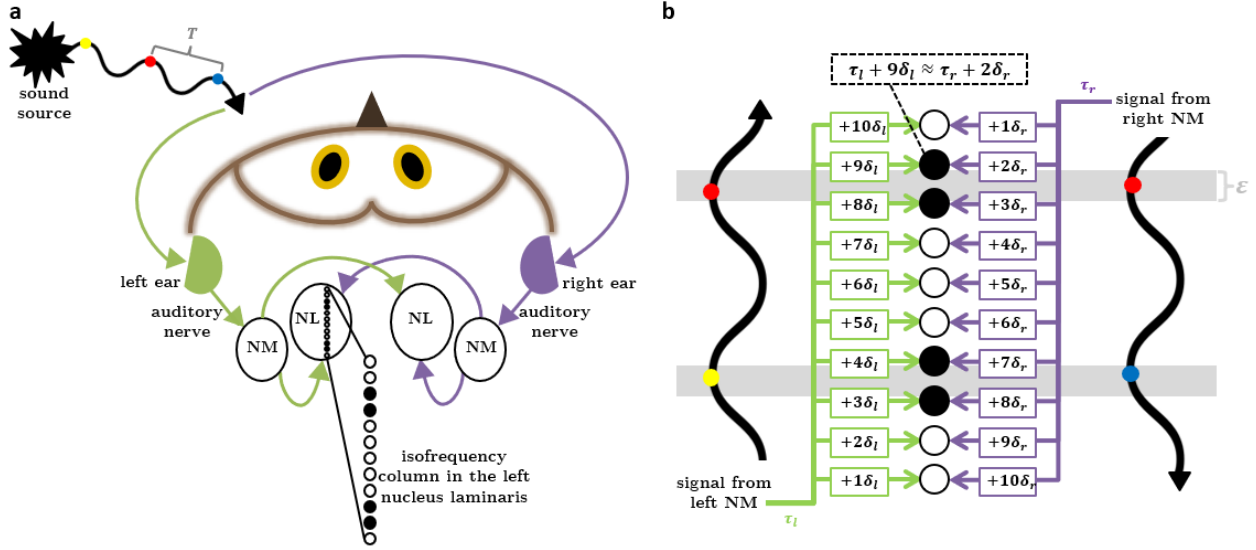 a
T
sound
source
left ear
right ear
auditory
nerve
auditory
nerve
NM
NL
NL
NM
isofrequency
column in the left
nucleus laminaris
b
τₗ + 9δₗ ≈ τᵣ + 2δᵣ
τᵣ
signal from
right NM
+10δₗ
+1δᵣ
+9δₗ
+2δᵣ
ε
+8δₗ
+3δᵣ
+7δₗ
+4δᵣ
+6δₗ
+5δᵣ
+5δₗ
+6δᵣ
+4δₗ
+7δᵣ
+3δₗ
+8δᵣ
+2δₗ
+9δᵣ
+1δₗ
+10δᵣ
signal from
left NM
τₗ